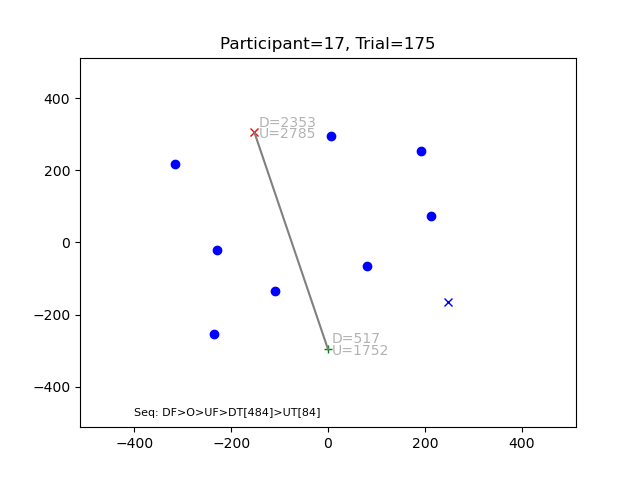 Participant=17, Trial=175
D=2353
U=2785
D=517
U=1752
Seq: DF>O>UF>DT[484]>UT[84]
400
200
0
−200
−400
−400
−200
0
200
400